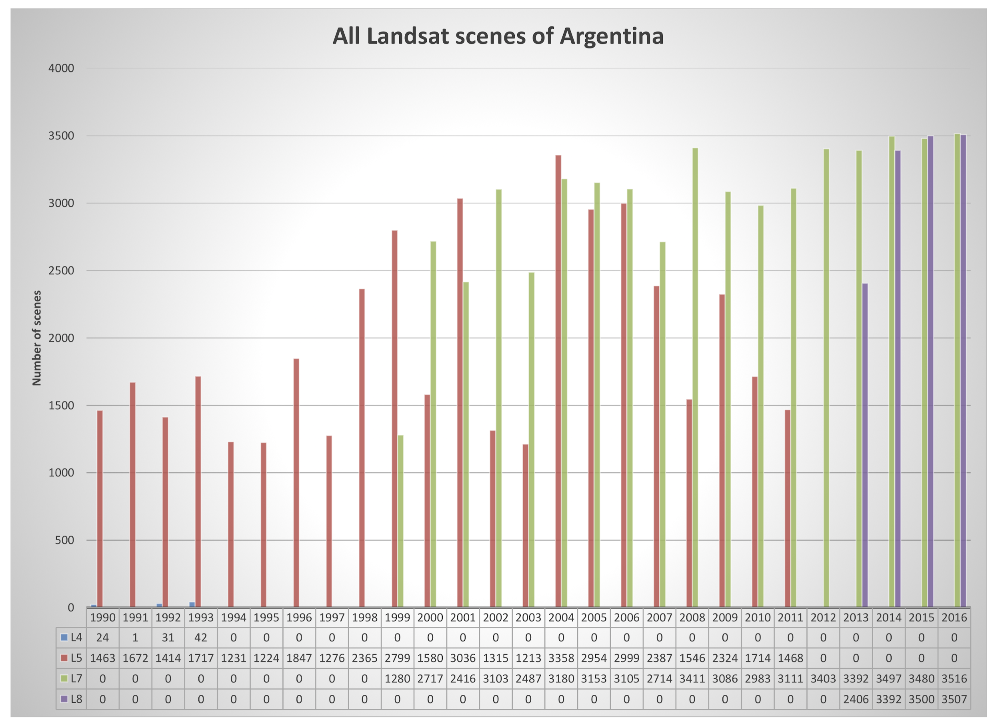 All Landsat scenes of Argentina
4000
3500
3000
2500
2000
1500
1000
500
0
Number of scenes
1990 1991 1992 1993 1994 1995 1996 1997 1998 1999 2000 2001 2002 2003 2004 2005 2006 2007 2008 2009 2010 2011 2012 2013 2014 2015 2016
L4 24 1 31 42 0 0 0 0 0 0 0 0 0 0 0 0 0 0 0 0 0 0 0 0 0 0 0
L5 1463 1672 1414 1717 1231 1224 1847 1276 2365 2799 1580 3036 1315 1213 3358 2954 2999 2387 1546 2324 1714 1468 0 0 0 0 0
L7 0 0 0 0 0 0 0 0 0 1280 2717 2416 3103 2487 3180 3153 3105 2714 3411 3086 2983 3111 3403 3392 3497 3480 3516
L8 0 0 0 0 0 0 0 0 0 0 0 0 0 0 0 0 0 0 0 0 0 0 0 2406 3392 3500 3507